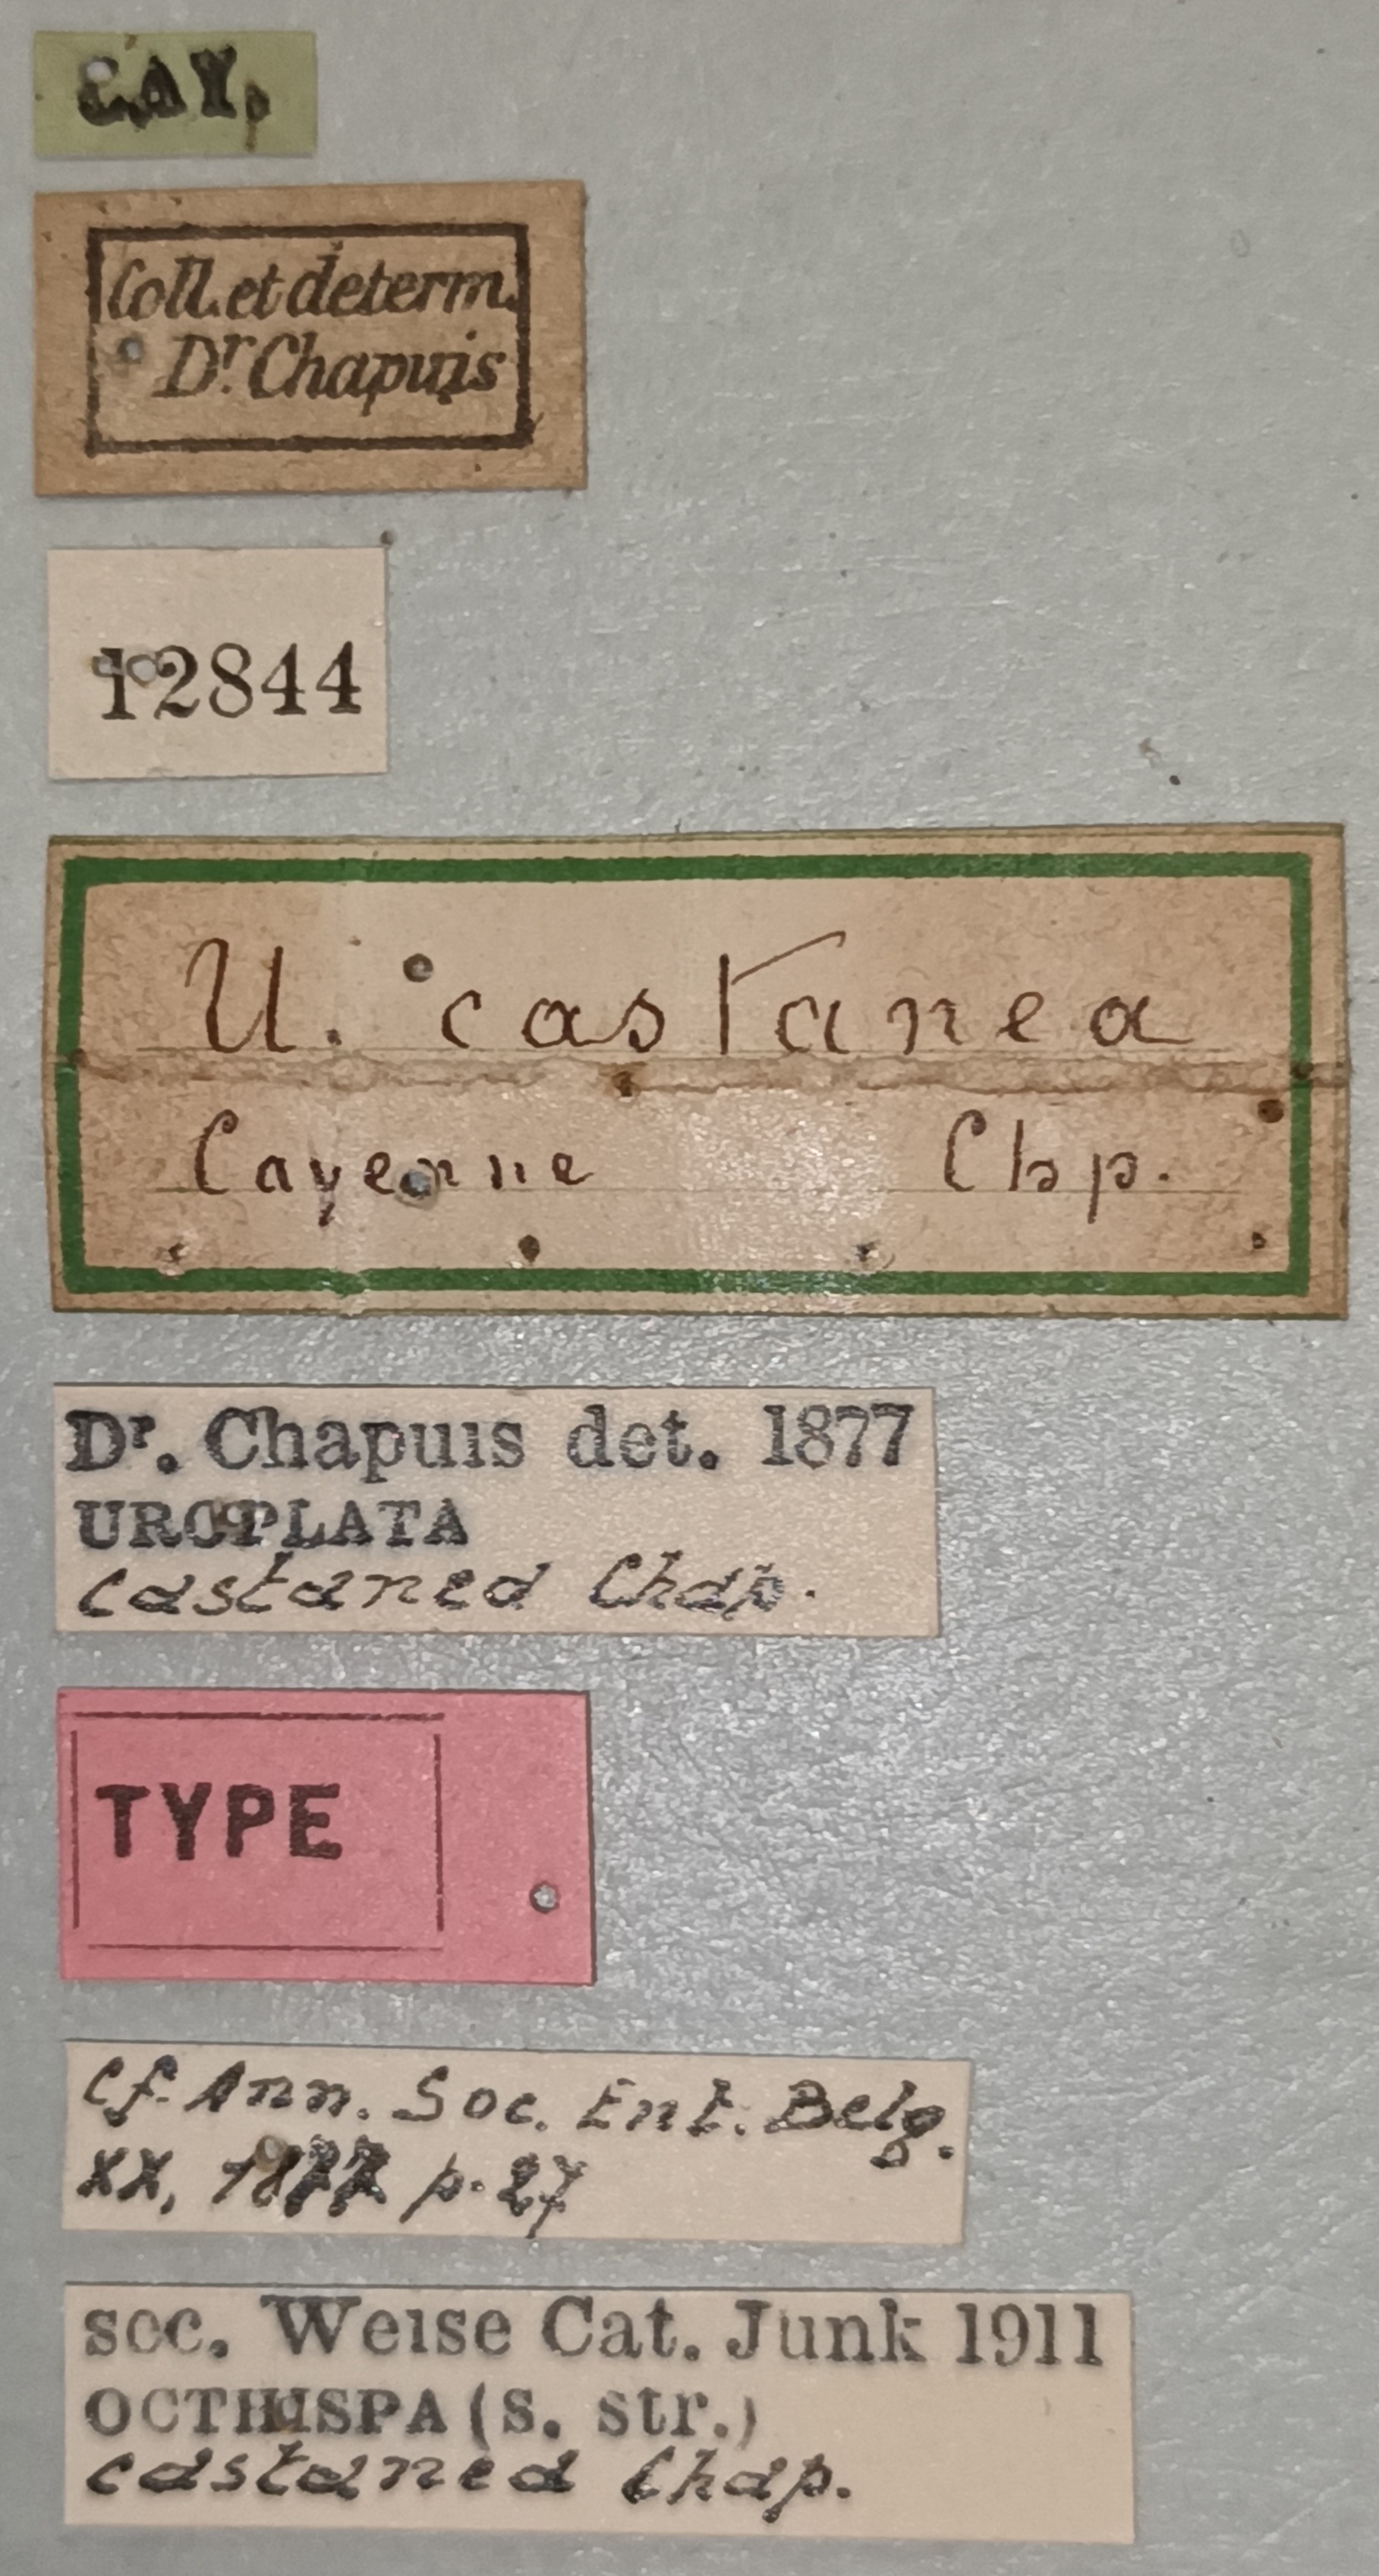 CAY.
Coll. et determ.
Dr. Chapuis
12844
U. castanea
Cayenne Chp.
Dr. Chapuis det. 1877
UROPLATA
castanea Chap.
TYPE
cf. Ann. Soc. Ent. Belg.
XX, 1877 p. 27
sec. Weise Cat. Junk 1911
OCTHISPA (S. str.)
castanea Chap.